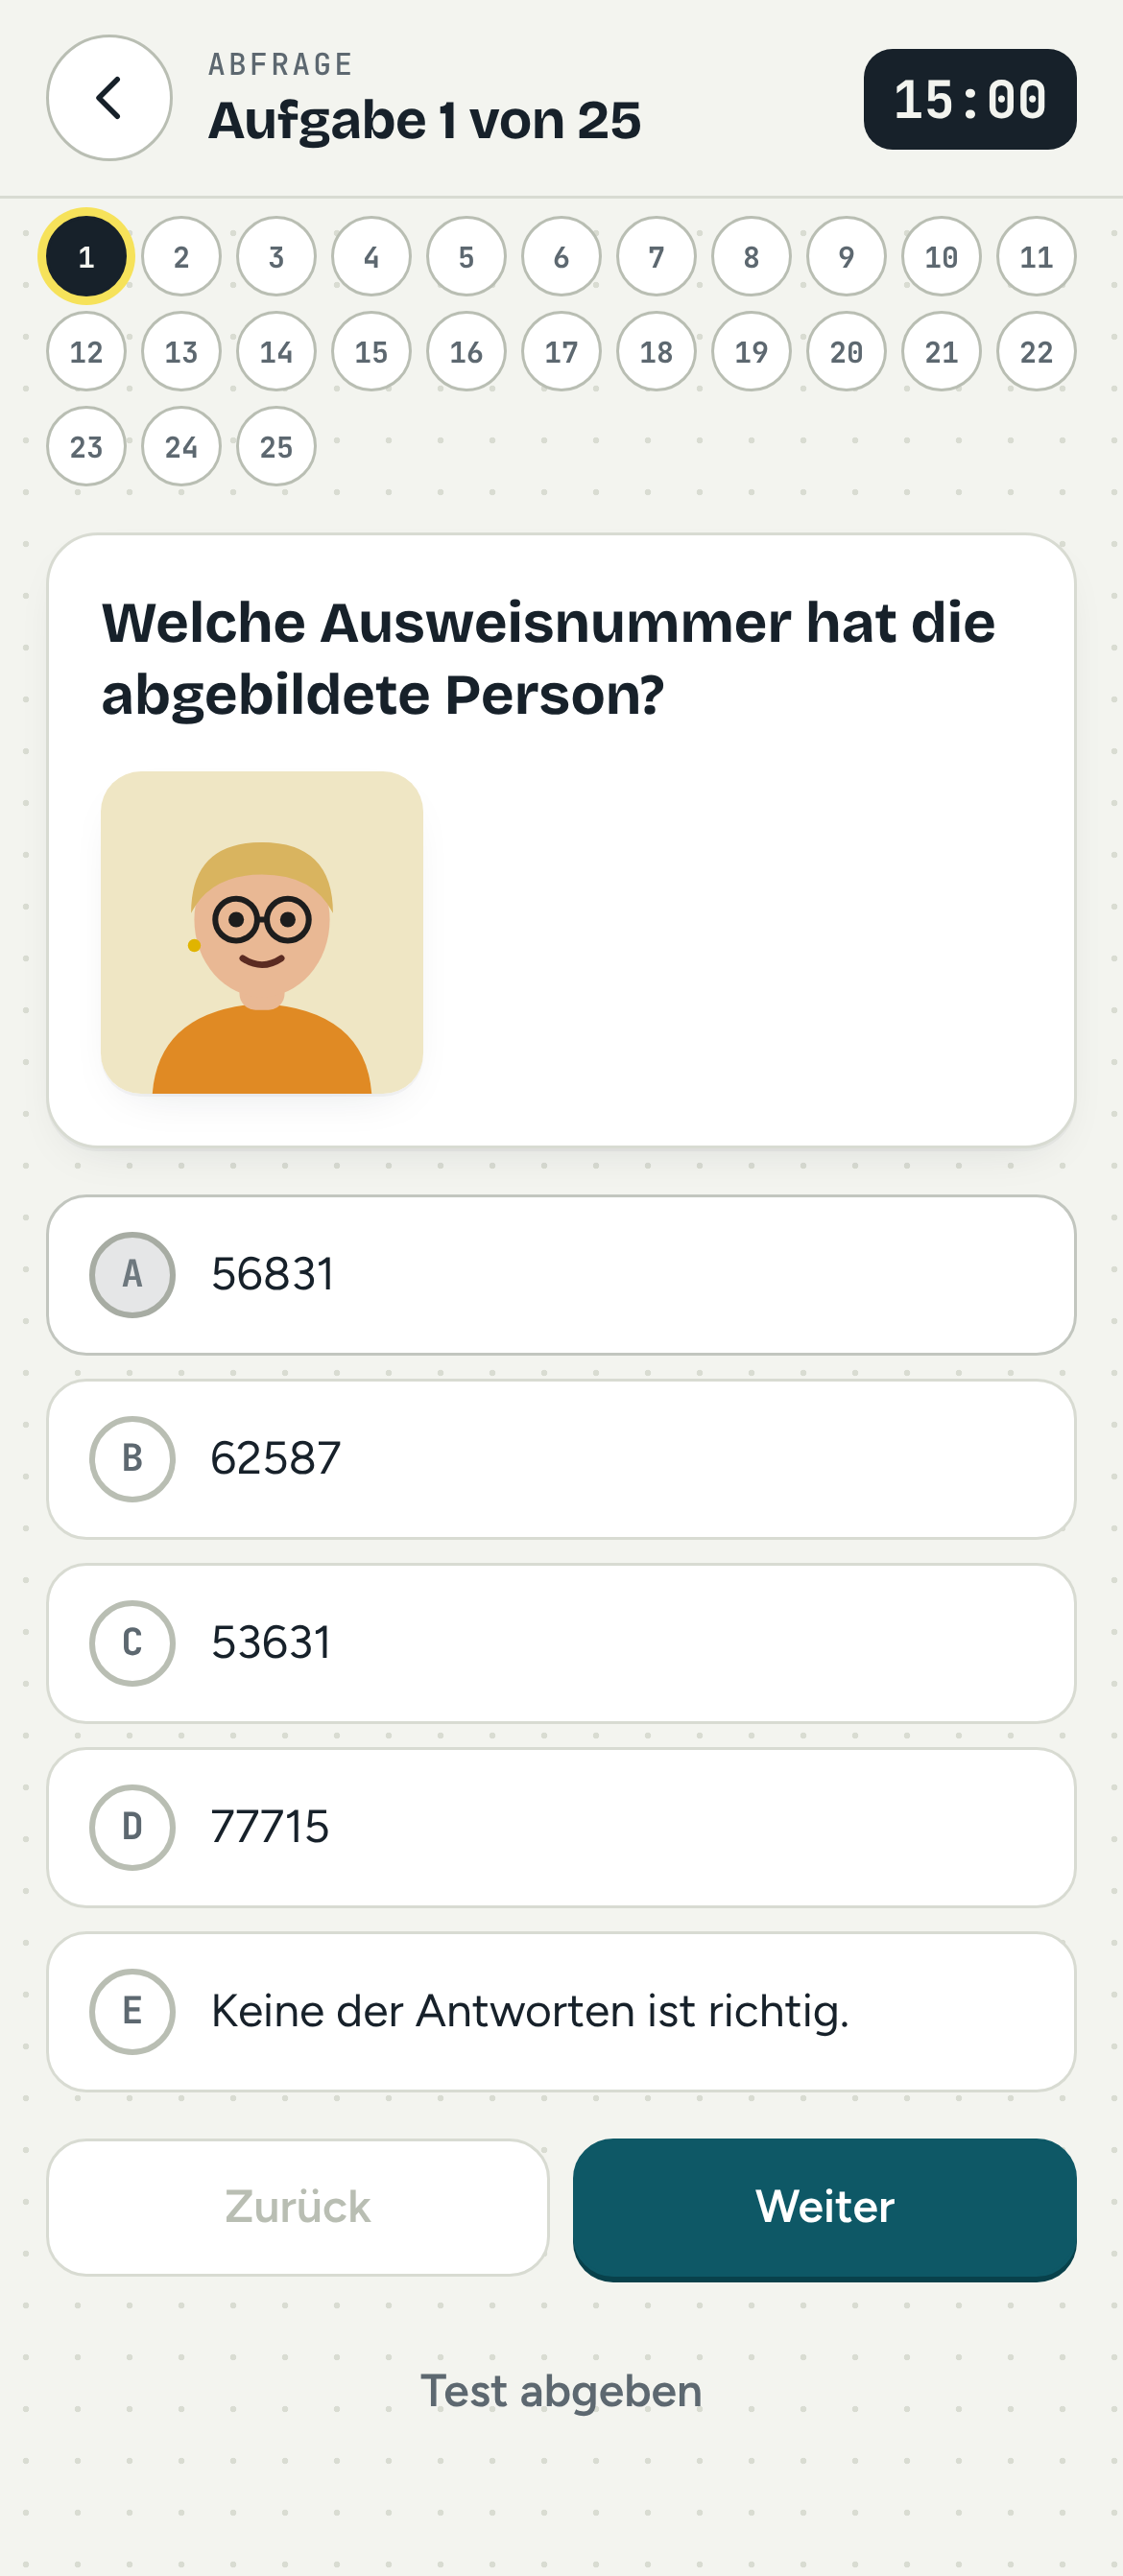 ABFRAGE
Aufgabe 1 von 25
15:00
1 2 3 4 5 6 7 8 9 10 11
12 13 14 15 16 17 18 19 20 21 22
23 24 25
Welche Ausweisnummer hat die
abgebildete Person?
A 56831
B 62587
C 53631
D 77715
E Keine der Antworten ist richtig.
Zurück Weiter
Test abgeben